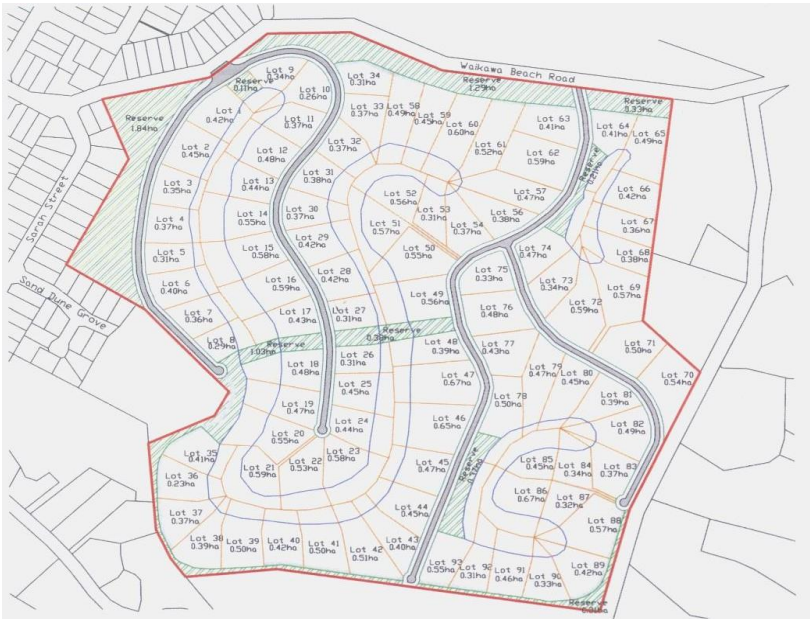 Waikawa Beach Road
Reserve
1.29ha
Reserve
0.33ha
Reserve
1.84ha
Reserve
0.11ha
Sarah Street
Sand Dune Grove
Lot 1
0.42ha
Lot 2
0.45ha
Lot 3
0.35ha
Lot 4
0.37ha
Lot 5
0.31ha
Lot 6
0.40ha
Lot 7
0.36ha
Lot 8
0.29ha
Lot 9
0.34ha
Lot 10
0.26ha
Lot 11
0.37ha
Lot 12
0.48ha
Lot 13
0.44ha
Lot 14
0.55ha
Lot 15
0.58ha
Lot 16
0.59ha
Lot 17
0.43ha
Reserve
1.03ha
Lot 18
0.48ha
Lot 19
0.47ha
Lot 20
0.55ha
Lot 21
0.59ha
Lot 22
0.53ha
Lot 23
0.58ha
Lot 24
0.44ha
Lot 25
0.45ha
Lot 26
0.31ha
Reserve
Lot 27
0.31ha
Lot 28
0.42ha
Lot 29
0.42ha
Lot 30
0.37ha
Lot 31
0.38ha
Lot 32
0.37ha
Lot 33
0.37ha
Lot 34
0.31ha
Lot 35
0.41ha
Lot 36
0.23ha
Lot 37
0.37ha
Lot 38
0.39ha
Lot 39
0.50ha
Lot 40
0.42ha
Lot 41
0.50ha
Lot 42
0.51ha
Lot 43
0.40ha
Lot 44
0.45ha
Lot 45
0.47ha
Lot 46
0.65ha
Lot 47
0.67ha
Lot 48
0.39ha
Lot 49
0.56ha
Lot 50
0.55ha
Lot 51
0.57ha
Lot 52
0.56ha
Lot 53
0.31ha
Lot 54
0.37ha
Lot 56
0.38ha
Lot 57
0.47ha
Lot 58
0.49ha
Lot 59
0.45ha
Lot 60
0.60ha
Lot 61
0.52ha
Lot 62
0.59ha
Lot 63
0.41ha
Reserve
0.21ha
Lot 64
0.41ha
Lot 65
0.49ha
Lot 66
0.42ha
Lot 67
0.36ha
Lot 68
0.38ha
Lot 69
0.57ha
Lot 70
0.54ha
Lot 71
0.50ha
Lot 72
0.59ha
Lot 73
0.34ha
Lot 74
0.47ha
Lot 75
0.33ha
Lot 76
0.48ha
Lot 77
0.43ha
Lot 78
0.50ha
Lot 79
0.47ha
Lot 80
0.45ha
Lot 81
0.39ha
Lot 82
0.49ha
Lot 83
0.37ha
Lot 84
0.34ha
Lot 85
0.45ha
Lot 86
0.67ha
Lot 87
0.32ha
Lot 88
0.57ha
Lot 89
0.42ha
Lot 90
0.33ha
Lot 91
0.46ha
Lot 92
0.31ha
Lot 93
0.55ha
Reserve
Reserve